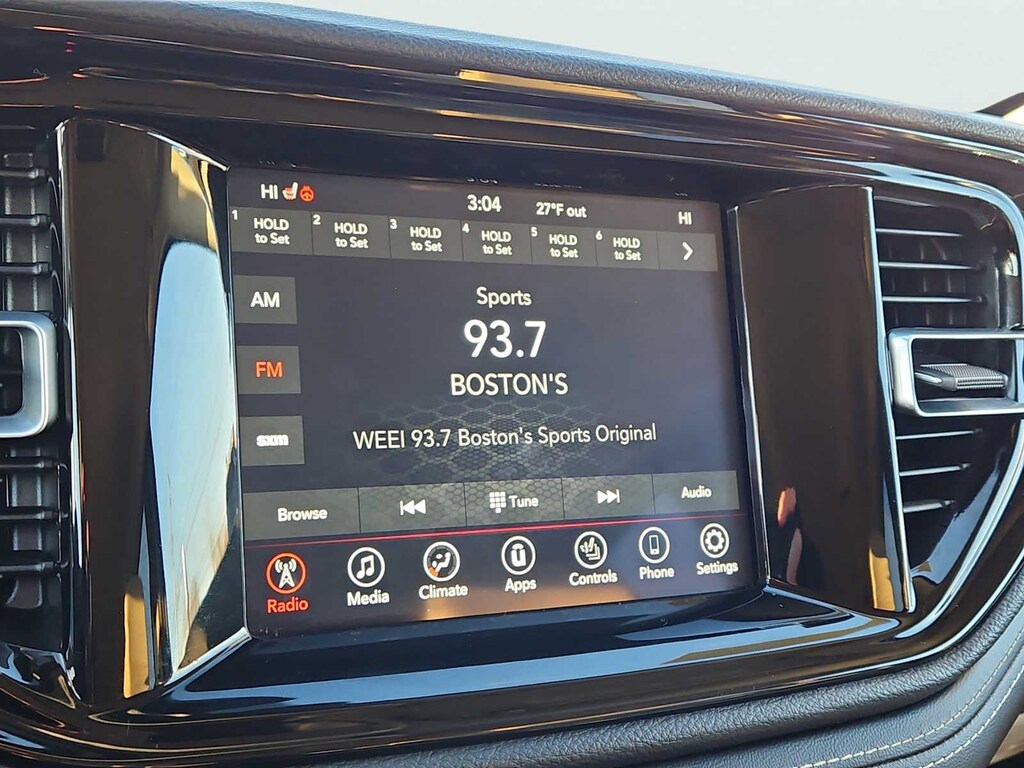 HI 3:04 27°F out HI
1 HOLD to Set 2 HOLD to Set 3 HOLD to Set 4 HOLD to Set 5 HOLD to Set 6 HOLD to Set
AM
Sports
93.7
FM
BOSTON'S
sxm
WEEI 93.7 Boston's Sports Original
Browse Tune Audio
Radio Media Climate Apps Controls Phone Settings